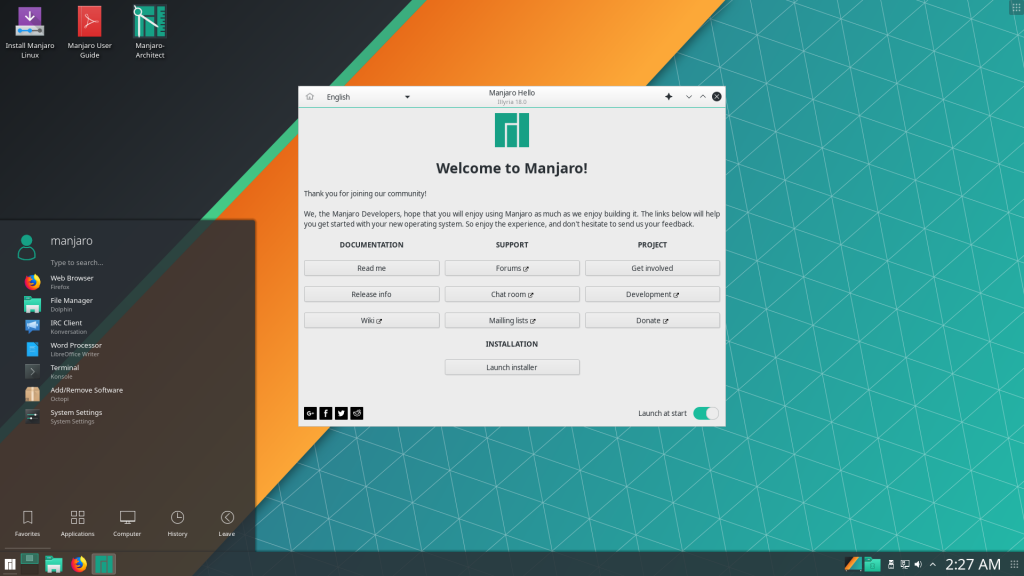 Install Manjaro
Linux
Manjaro User
Guide
Manjaro-
Architect
English
Manjaro Hello
Illyria 18.0
Welcome to Manjaro!
Thank you for joining our community!
We, the Manjaro Developers, hope that you will enjoy using Manjaro as much as we enjoy building it. The links below will help
you get started with your new operating system. So enjoy the experience, and don't hesitate to send us your feedback.
DOCUMENTATION
SUPPORT
PROJECT
Read me
Forums
Get involved
Release info
Chat room
Development
Wiki
Mailling lists
Donate
INSTALLATION
Launch installer
G+
Launch at start
manjaro
Type to search...
Web Browser
Firefox
File Manager
Dolphin
IRC Client
Konversation
Word Processor
LibreOffice Writer
Terminal
Konsole
Add/Remove Software
Octopi
System Settings
System Settings
Favorites
Applications
Computer
History
Leave
2:27 AM